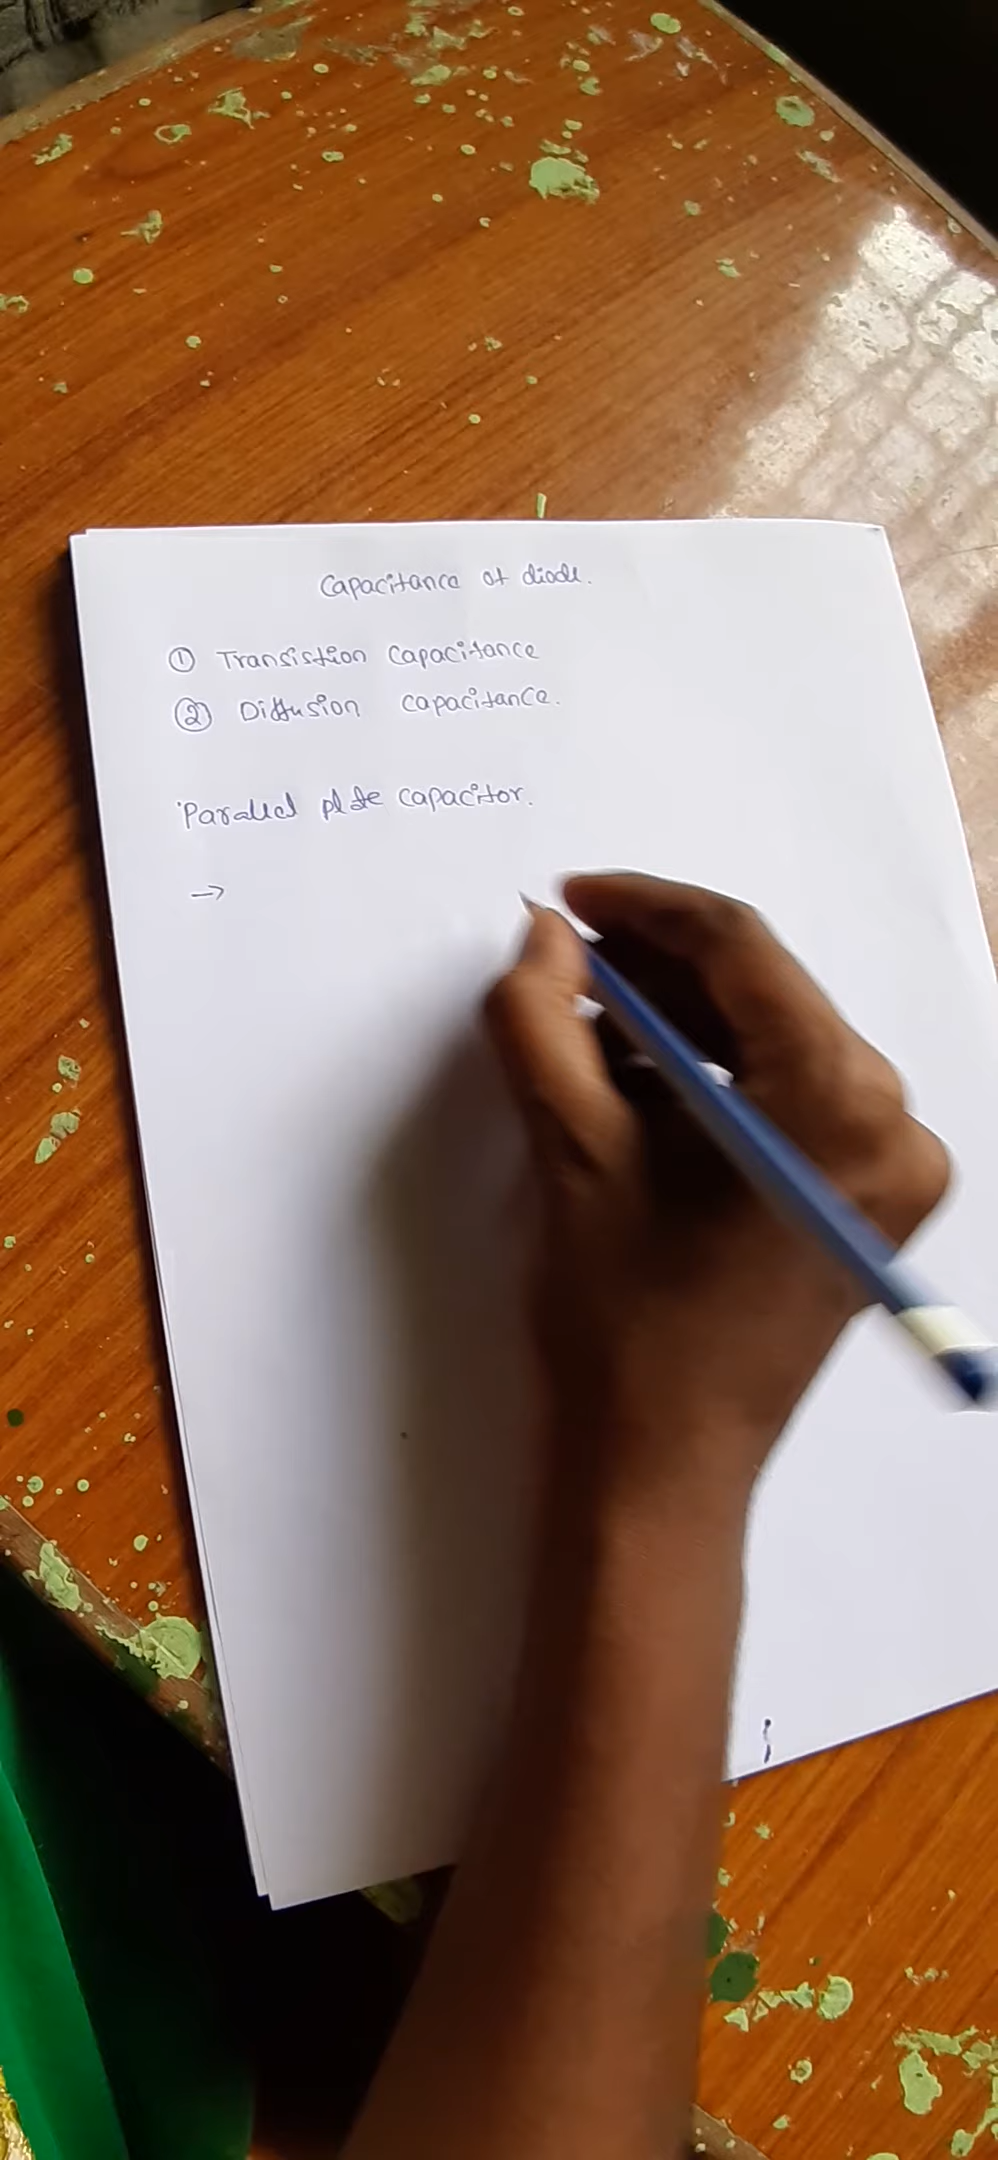 Capacitance of diode.
① Transistion Capacitance
② Diffusion capacitance.
Parallel plate capacitor.
→